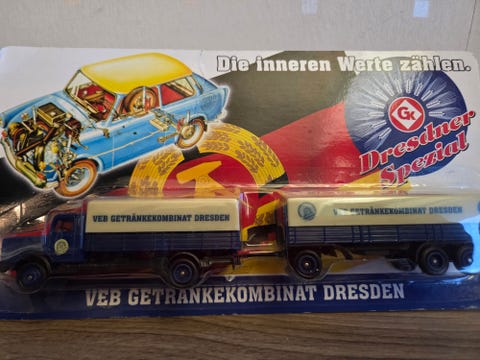 Die inneren Werte zählen.
GK
Dresdner
Spezial
VEB GETRÄNKEKOMBINAT DRESDEN
VEB GETRÄNKEKOMBINAT DRESDEN
VEB GETRÄNKEKOMBINAT DRESDEN